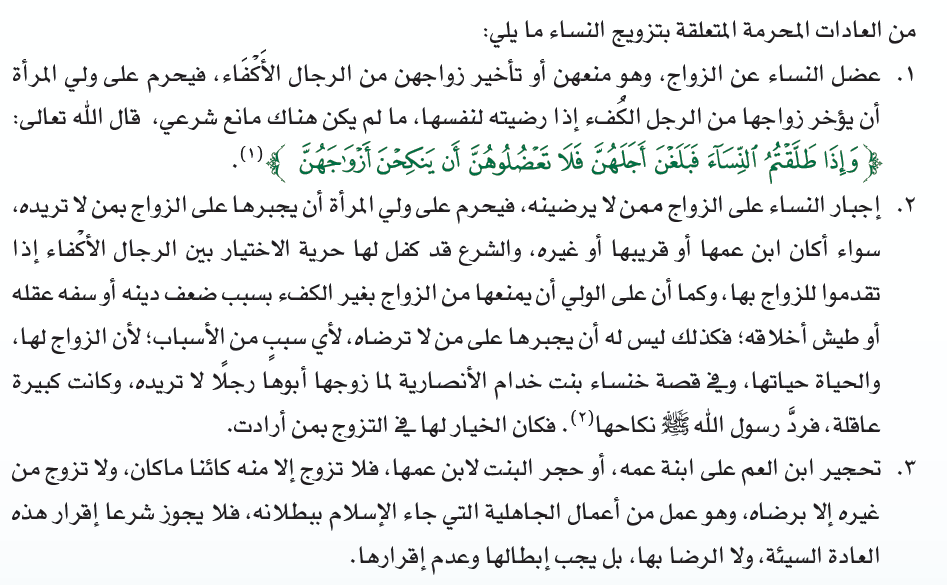 من العادات المحرمة المتعلقة بتزويج النساء ما يلي:
١. عضل النساء عن الزواج، وهو منعهن أو تأخير زواجهن من الرجال الأَكْفَاء، فيحرم على ولي المرأة
أن يؤخر زواجها من الرجل الكُفء إذا رضيته لنفسها، ما لم يكن هناك مانع شرعي، قال الله تعالى:
﴿ وَإِذَا طَلَّقْتُمُ ٱلنِّسَآءَ فَبَلَغْنَ أَجَلَهُنَّ فَلَا تَعْضُلُوهُنَّ أَن يَنكِحْنَ أَزْوَٰجَهُنَّ ﴾(١).
٢. إجبار النساء على الزواج ممن لا يرضينه، فيحرم على ولي المرأة أن يجبرها على الزواج بمن لا تريده،
سواء أكان ابن عمها أو قريبها أو غيره، والشرع قد كفل لها حرية الاختيار بين الرجال الأكْفاء إذا
تقدموا للزواج بها، وكما أن على الولي أن يمنعها من الزواج بغير الكفء بسبب ضعف دينه أو سفه عقله
أو طيش أخلاقه؛ فكذلك ليس له أن يجبرها على من لا ترضاه، لأي سببٍ من الأسباب؛ لأن الزواج لها،
والحياة حياتها، وفي قصة خنساء بنت خدام الأنصارية لما زوجها أبوها رجلًا لا تريده، وكانت كبيرة
عاقلة، فردَّ رسول الله ﷺ نكاحها(٢). فكان الخيار لها في التزوج بمن أرادت.
٣. تحجير ابن العم على ابنة عمه، أو حجر البنت لابن عمها، فلا تزوج إلا منه كائنا ماكان، ولا تزوج من
غيره إلا برضاه، وهو عمل من أعمال الجاهلية التي جاء الإسلام ببطلانه، فلا يجوز شرعا إقرار هذه
العادة السيئة، ولا الرضا بها، بل يجب إبطالها وعدم إقرارها.